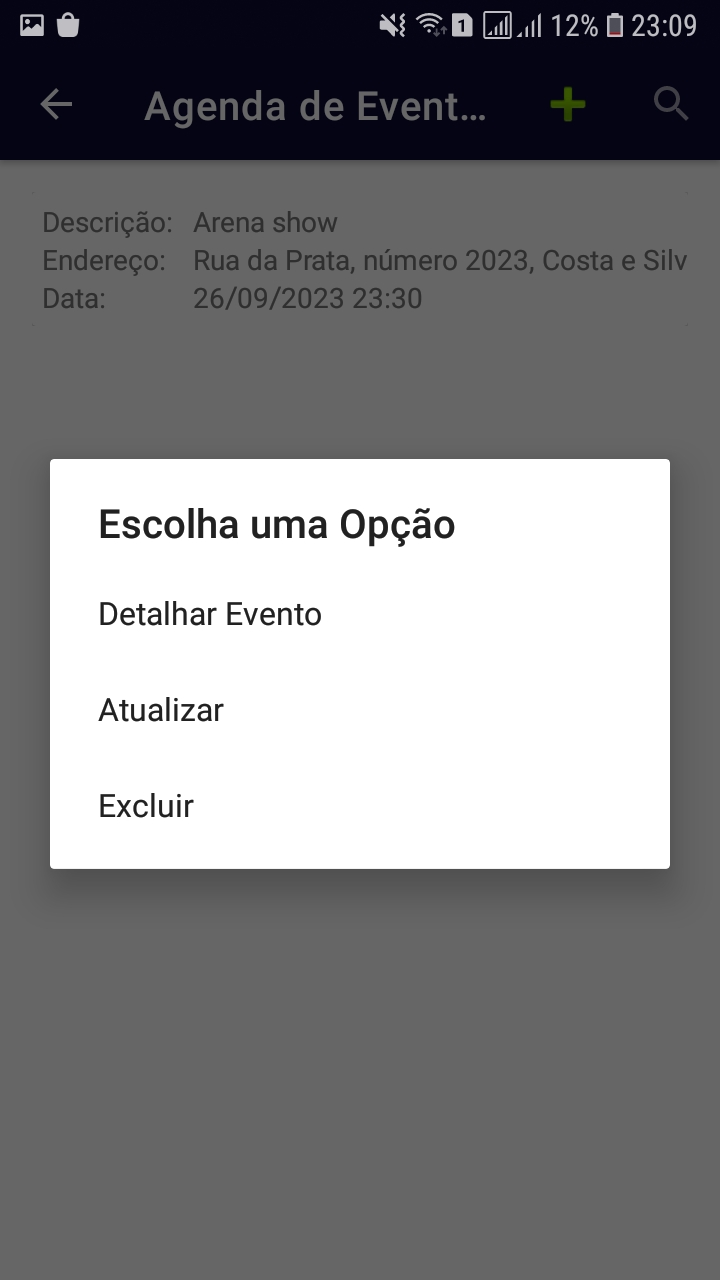 1 12% 23:09
Agenda de Event...
Descrição: Arena show
Endereço: Rua da Prata, número 2023, Costa e Silv
Data: 26/09/2023 23:30
Escolha uma Opção
Detalhar Evento
Atualizar
Excluir